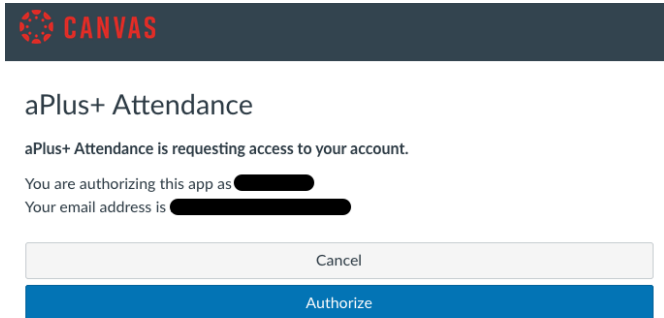 CANVAS
aPlus+ Attendance
aPlus+ Attendance is requesting access to your account.
You are authorizing this app as
Your email address is
Cancel
Authorize